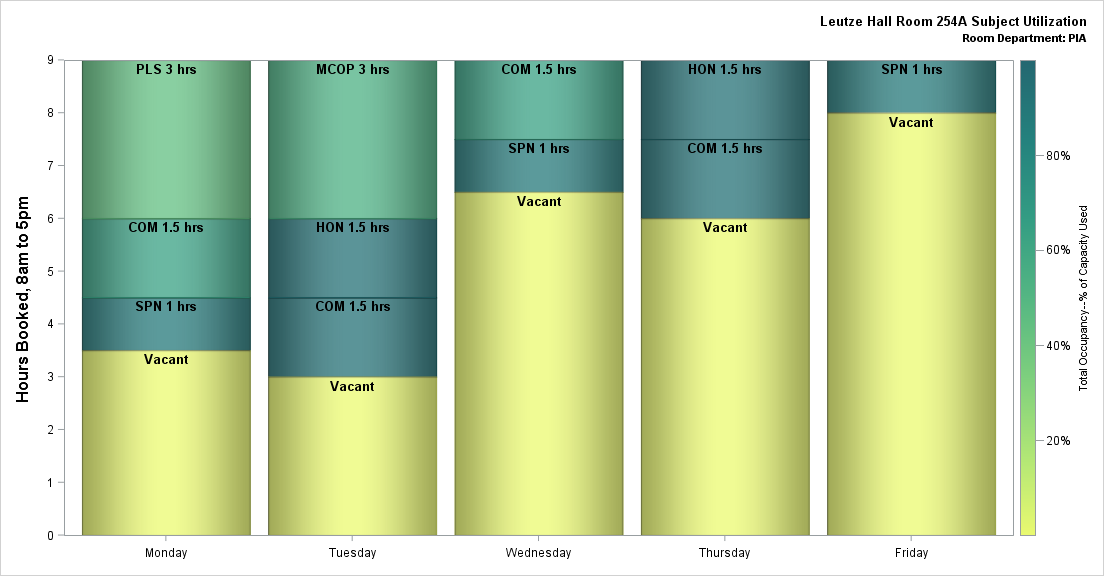 Leutze Hall Room 254A Subject Utilization
Room Department: PIA
Hours Booked, 8am to 5pm
9
8
7
6
5
4
3
2
1
0
PLS 3 hrs
COM 1.5 hrs
SPN 1 hrs
Vacant
MCOP 3 hrs
HON 1.5 hrs
COM 1.5 hrs
Vacant
COM 1.5 hrs
SPN 1 hrs
Vacant
HON 1.5 hrs
COM 1.5 hrs
Vacant
SPN 1 hrs
Vacant
Monday
Tuesday
Wednesday
Thursday
Friday
80%
60%
40%
20%
Total Occupancy--% of Capacity Used